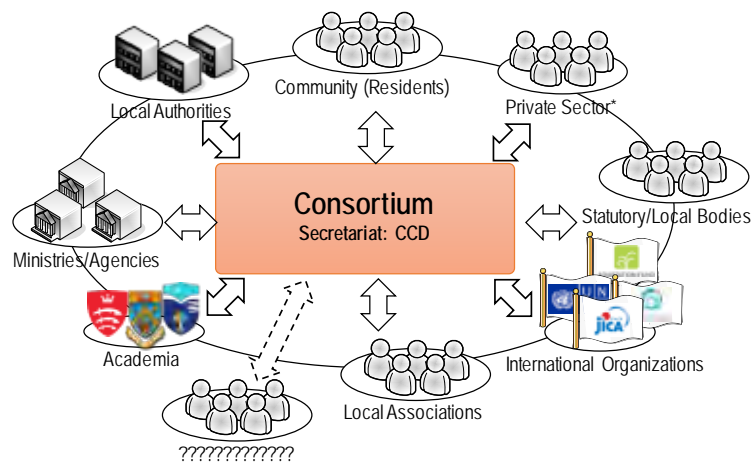 Community (Residents)
Local Authorities
Private Sector*
Consortium
Secretariat: CCD
Statutory/Local Bodies
Ministries/Agencies
UN
JICA
Academia
International Organizations
Local Associations
?????????????